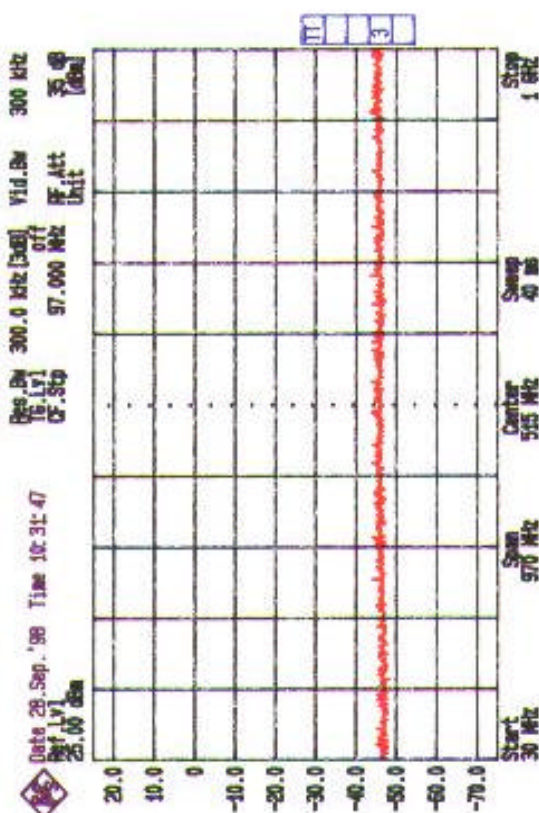 Date 28.Sep.'98 Time 10:31:47
Ref.Lvl
25.00 dBm
Res.Bw 300.0 kHz [3dB] Vid.Bw 300 kHz
TG.Lvl off
CF.Stp 97.000 MHz RF.Att 35 dB
Unit [dBm]
20.0
10.0
0
-10.0
-20.0
-30.0
-40.0
-50.0
-60.0
-70.0
Start
30 MHz
Span
970 MHz
Center
515 MHz
Sweep
40 ms
Stop
1 GHz
3